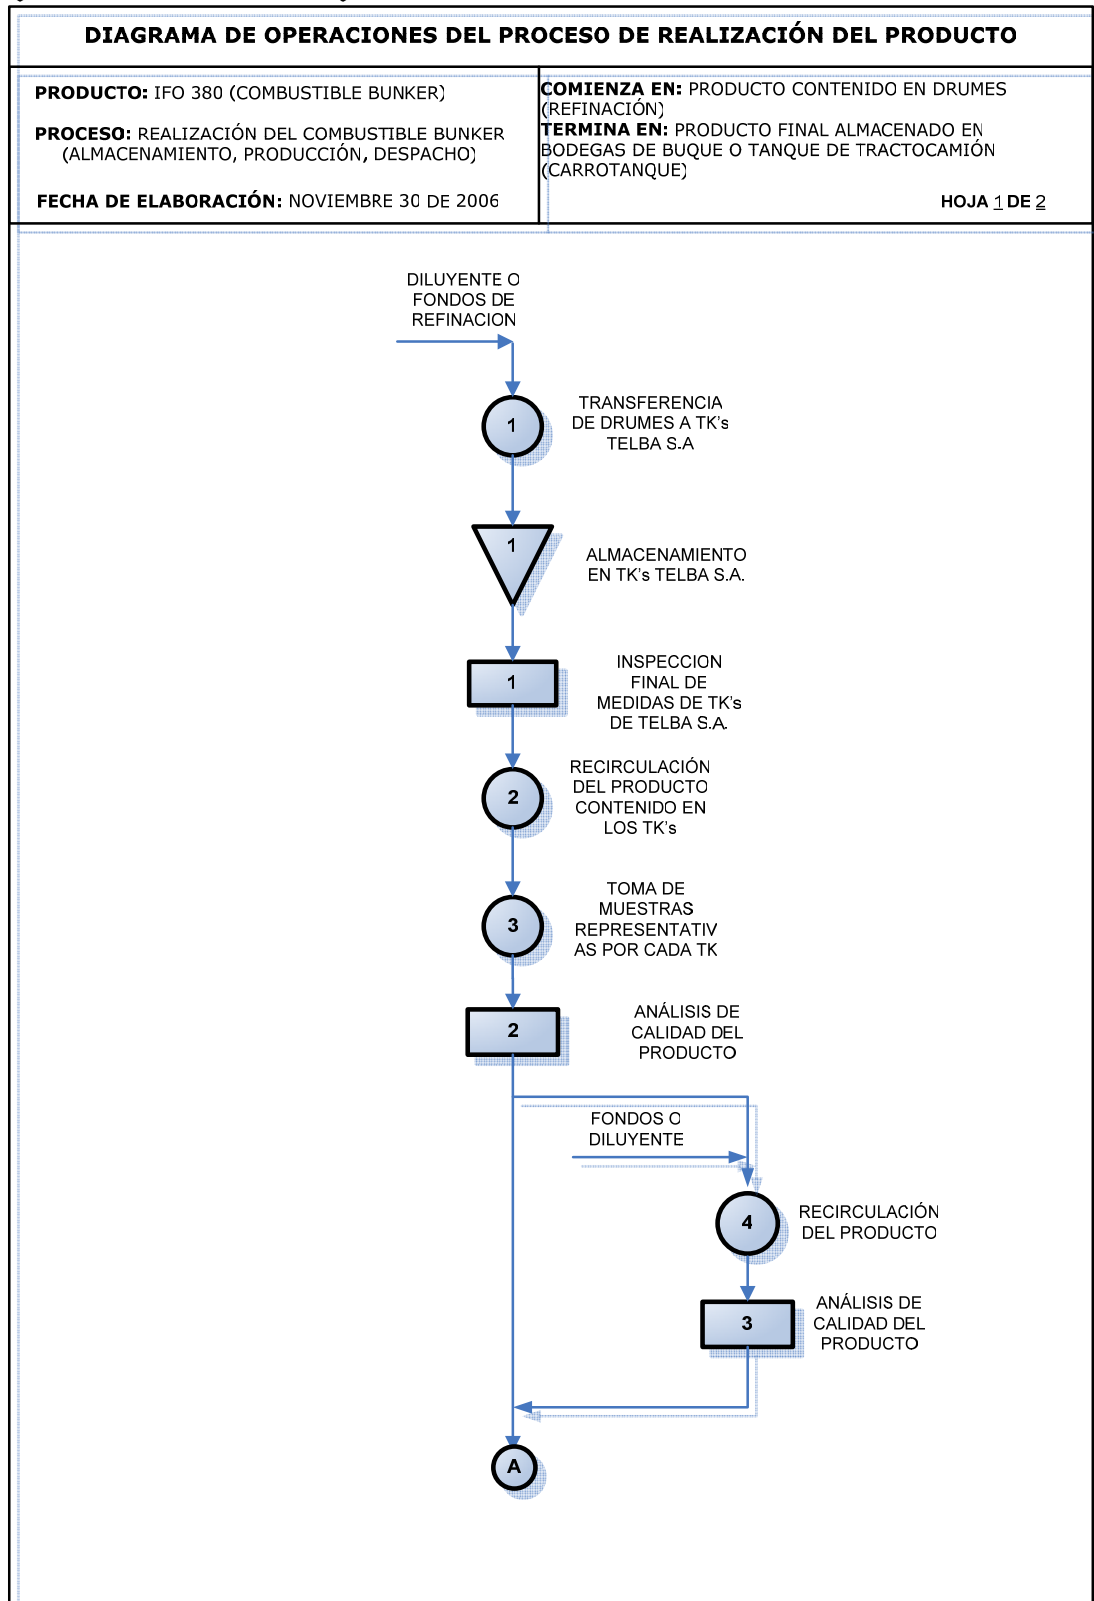 DIAGRAMA DE OPERACIONES DEL PROCESO DE REALIZACIÓN DEL PRODUCTO
PRODUCTO: IFO 380 (COMBUSTIBLE BUNKER)
PROCESO: REALIZACIÓN DEL COMBUSTIBLE BUNKER
(ALMACENAMIENTO, PRODUCCIÓN, DESPACHO)
FECHA DE ELABORACIÓN: NOVIEMBRE 30 DE 2006
COMIENZA EN: PRODUCTO CONTENIDO EN DRUMES
(REFINACIÓN)
TERMINA EN: PRODUCTO FINAL ALMACENADO EN
BODEGAS DE BUQUE O TANQUE DE TRACTOCAMIÓN
(CARROTANQUE)
HOJA 1 DE 2
DILUYENTE O
FONDOS DE
REFINACION
1
TRANSFERENCIA
DE DRUMES A TK's
TELBA S.A
1
ALMACENAMIENTO
EN TK's TELBA S.A.
1
INSPECCION
FINAL DE
MEDIDAS DE TK's
DE TELBA S.A.
2
RECIRCULACIÓN
DEL PRODUCTO
CONTENIDO EN
LOS TK's
3
TOMA DE
MUESTRAS
REPRESENTATIV
AS POR CADA TK
2
ANÁLISIS DE
CALIDAD DEL
PRODUCTO
FONDOS O
DILUYENTE
4
RECIRCULACIÓN
DEL PRODUCTO
3
ANÁLISIS DE
CALIDAD DEL
PRODUCTO
A